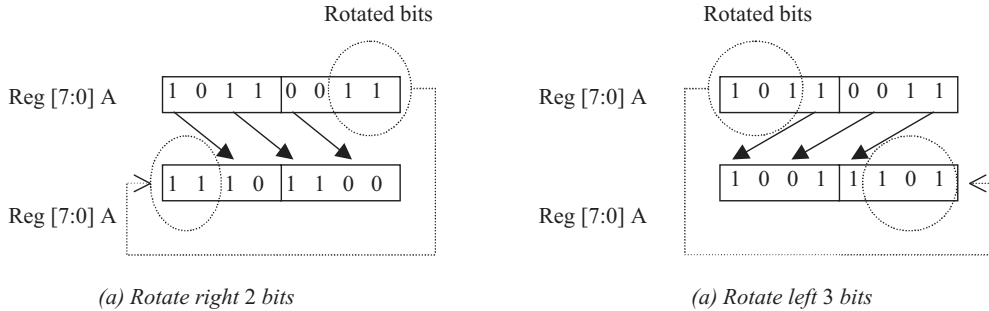 Rotated bits
Reg [7:0] A
1 0 1 1 0 0 1 1
1 1 1 0 1 1 0 0
Reg [7:0] A
(a) Rotate right 2 bits
Rotated bits
Reg [7:0] A
1 0 1 1 0 0 1 1
1 0 0 1 1 1 0 1
Reg [7:0] A
(a) Rotate left 3 bits